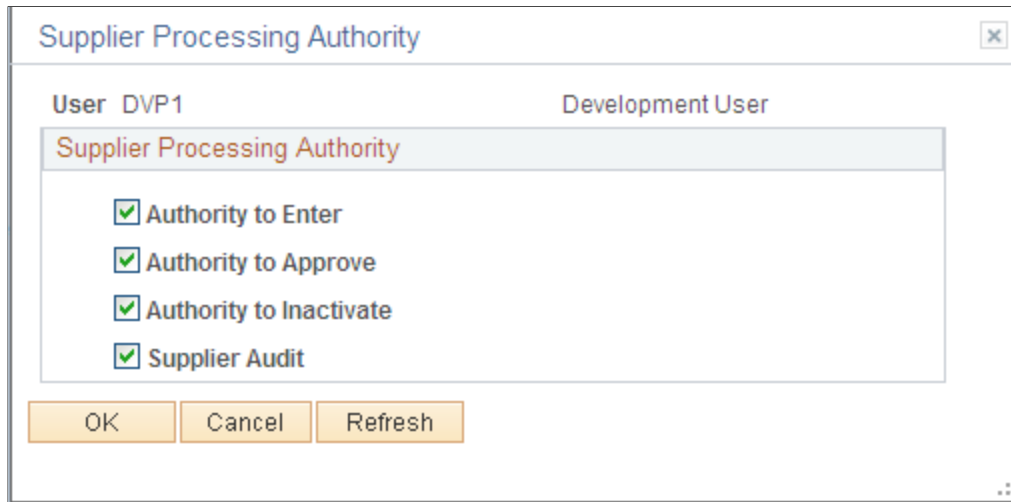 Supplier Processing Authority
User DVP1 Development User
Supplier Processing Authority
Authority to Enter
Authority to Approve
Authority to Inactivate
Supplier Audit
OK Cancel Refresh